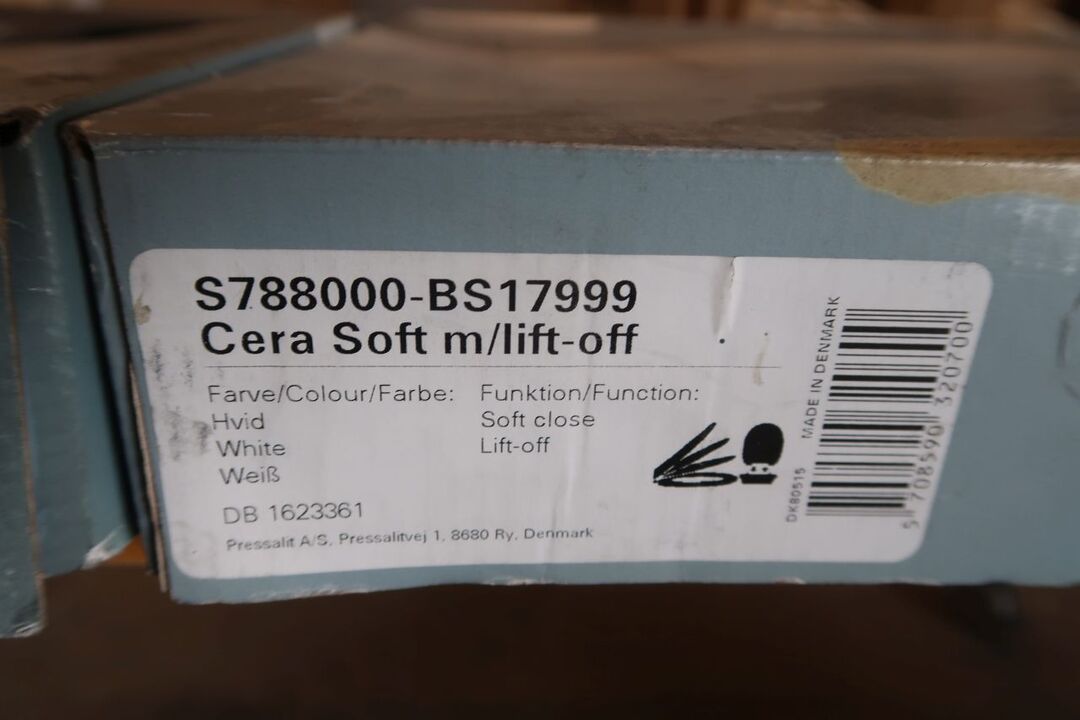 S788000-BS17999
Cera Soft m/lift-off
Farve/Colour/Farbe:
Hvid
White
Weiß
Funktion/Function:
Soft close
Lift-off
DB 1623361
Pressalit A/S, Pressalitvej 1, 8680 Ry, Denmark
DK80515
MADE IN DENMARK
5 708590 320700